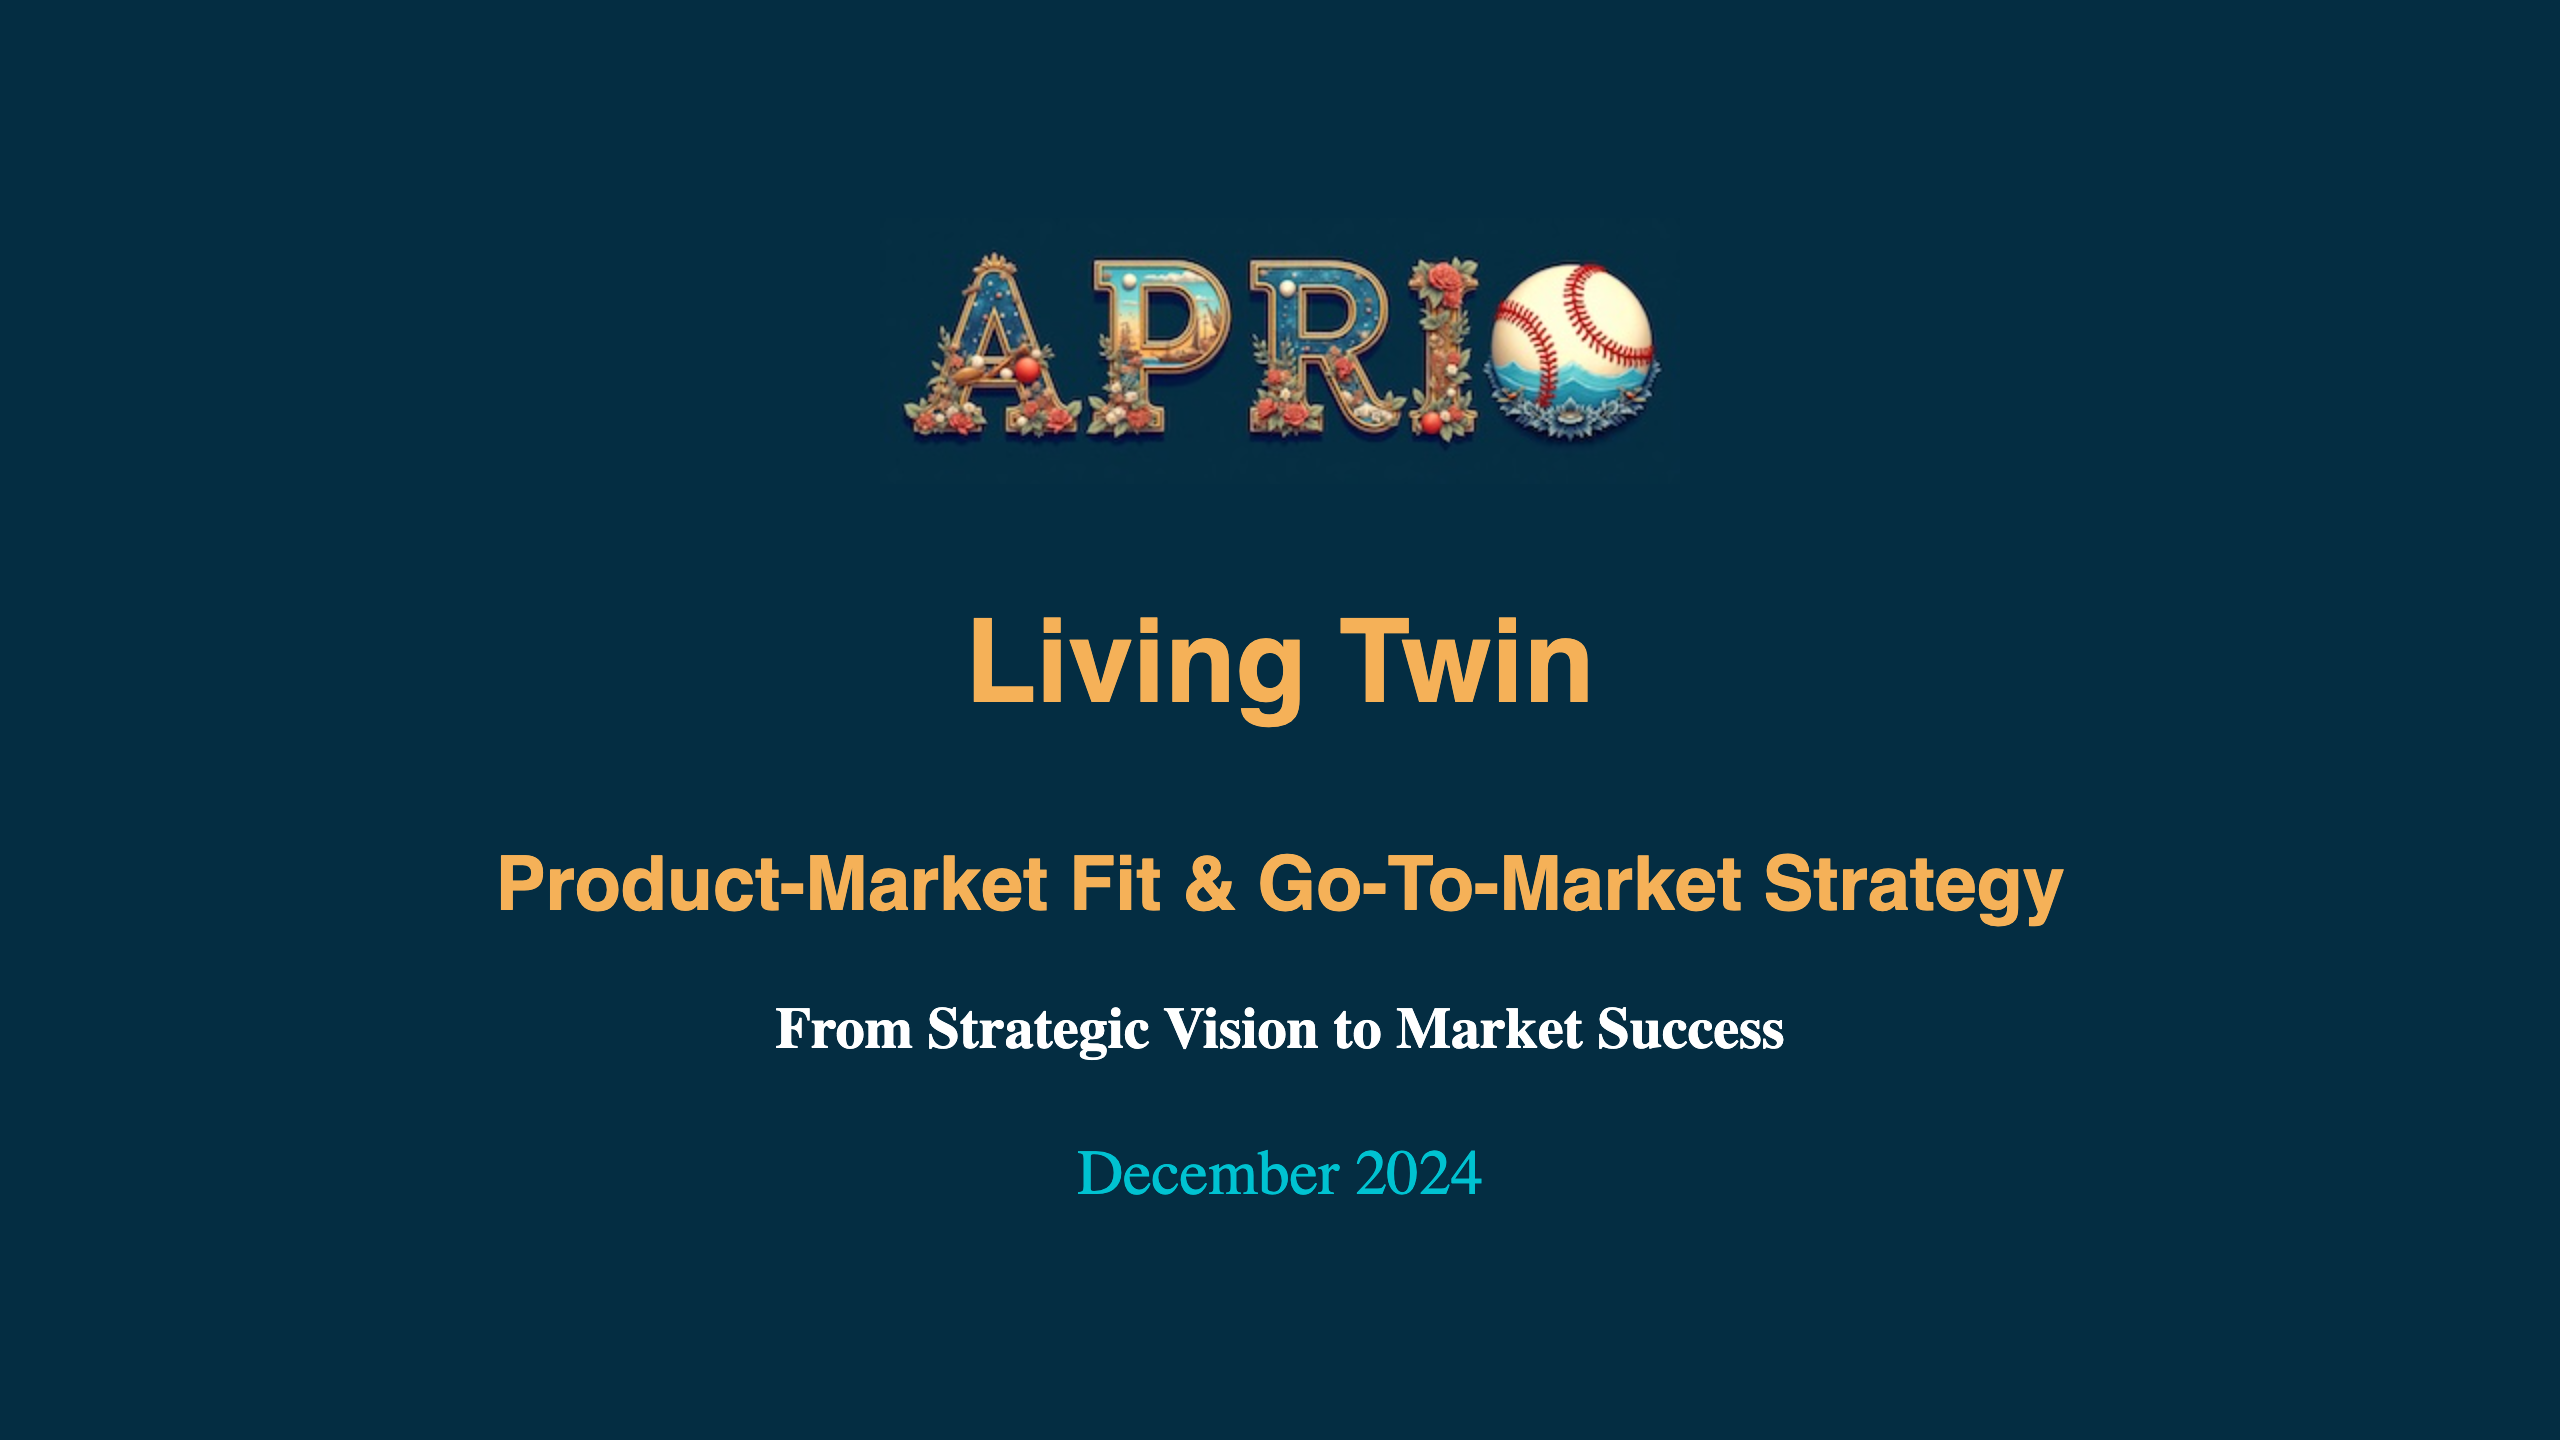 APRIO
Living Twin
Product-Market Fit & Go-To-Market Strategy
From Strategic Vision to Market Success
December 2024